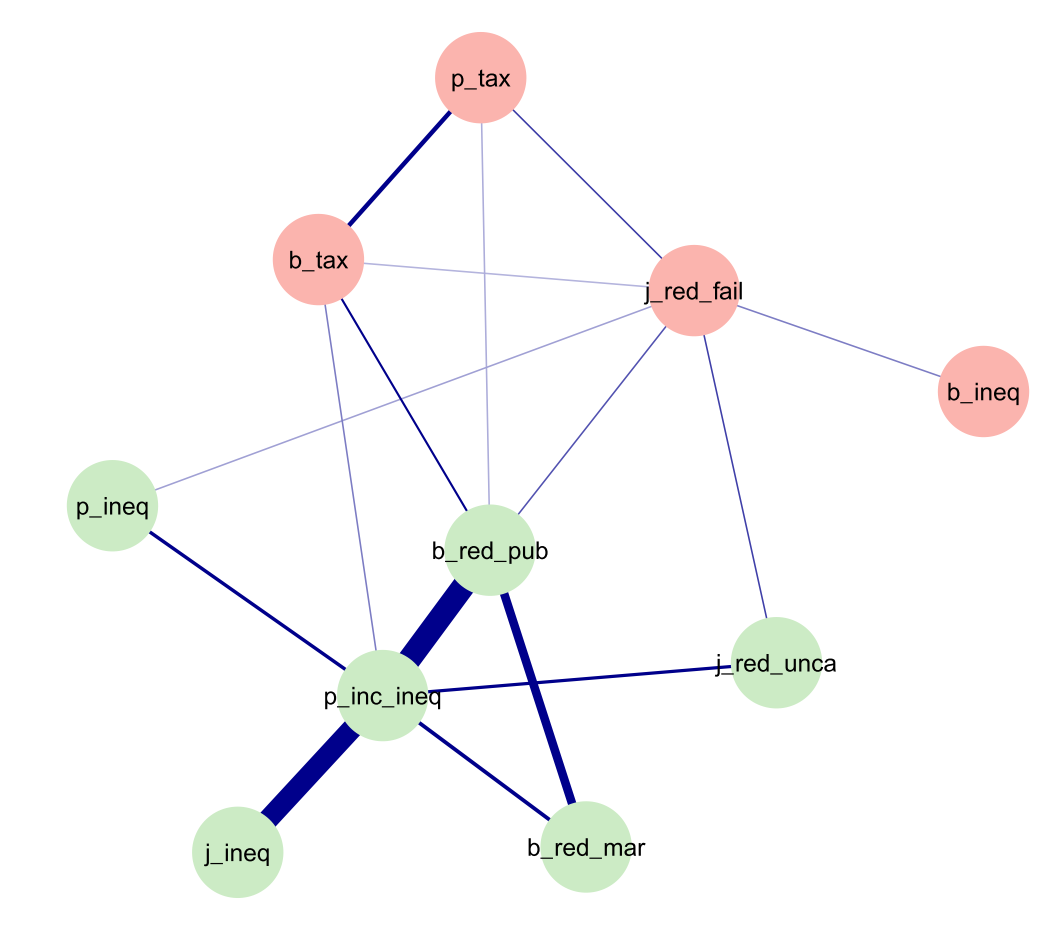 p_tax
b_tax
j_red_fail
b_ineq
p_ineq
b_red_pub
j_red_unca
p_inc_ineq
b_red_mar
j_ineq